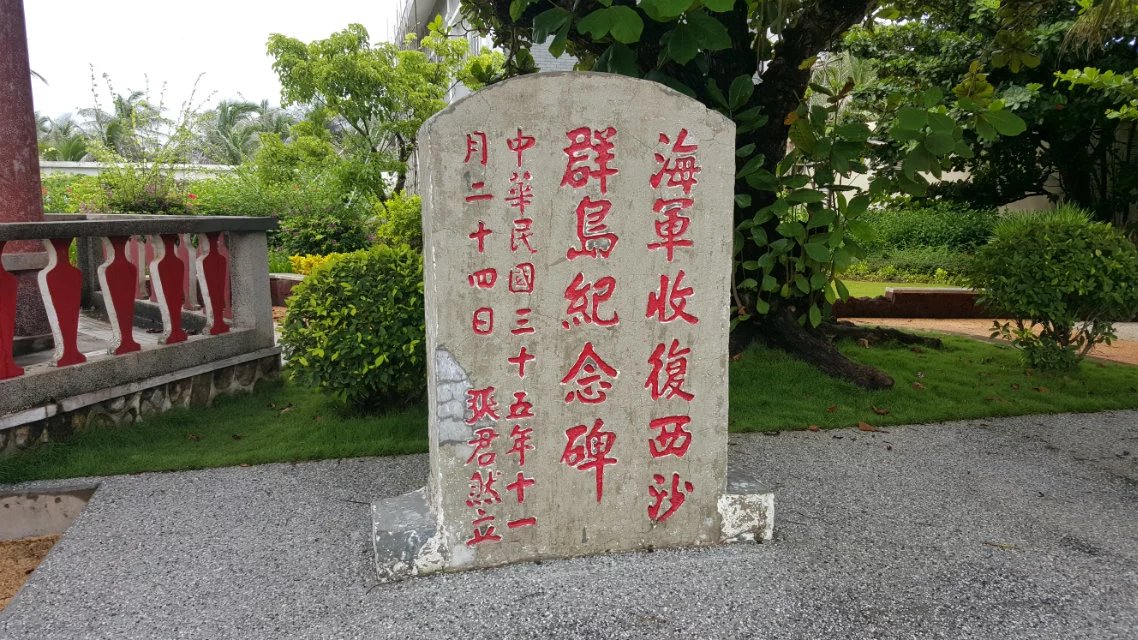 海軍收復西沙
群島紀念碑
中華民國三十五年十一
月二十四日 張君然立